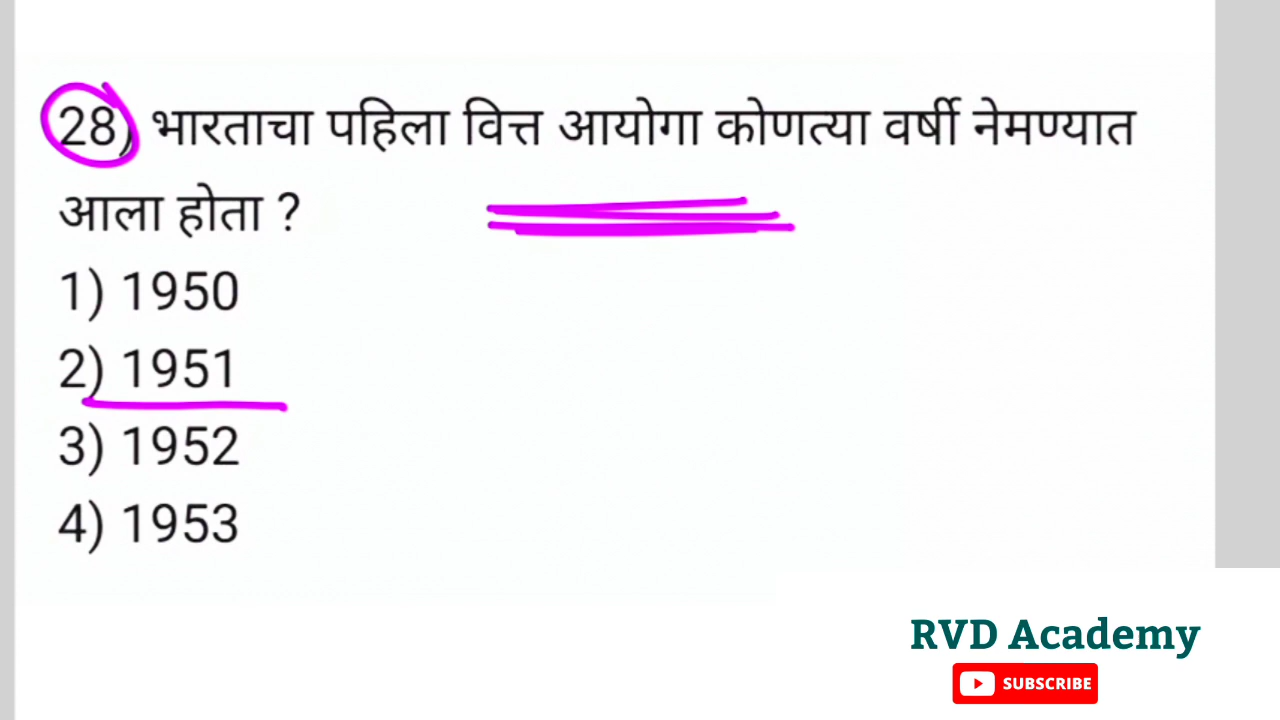 28) भारताचा पहिला वित्त आयोगा कोणत्या वर्षी नेमण्यात
आला होता ?
1) 1950
2) 1951
3) 1952
4) 1953
RVD Academy
SUBSCRIBE